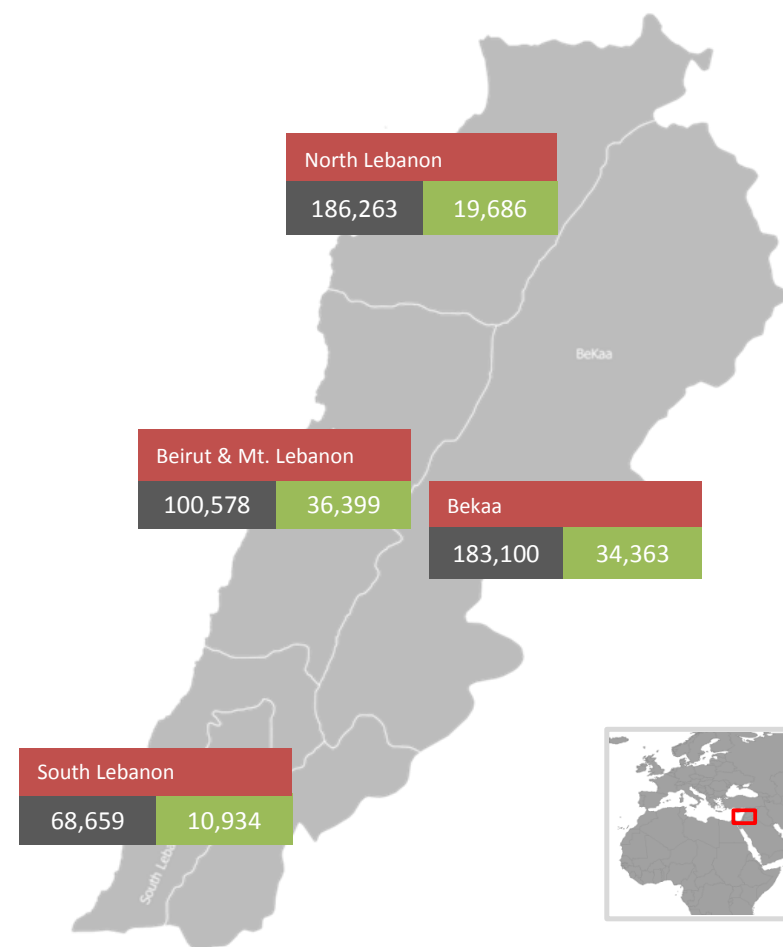 North Lebanon
186,263 19,686
BeKaa
Beirut & Mt. Lebanon
100,578 36,399
Bekaa
183,100 34,363
South Lebanon
68,659 10,934
South